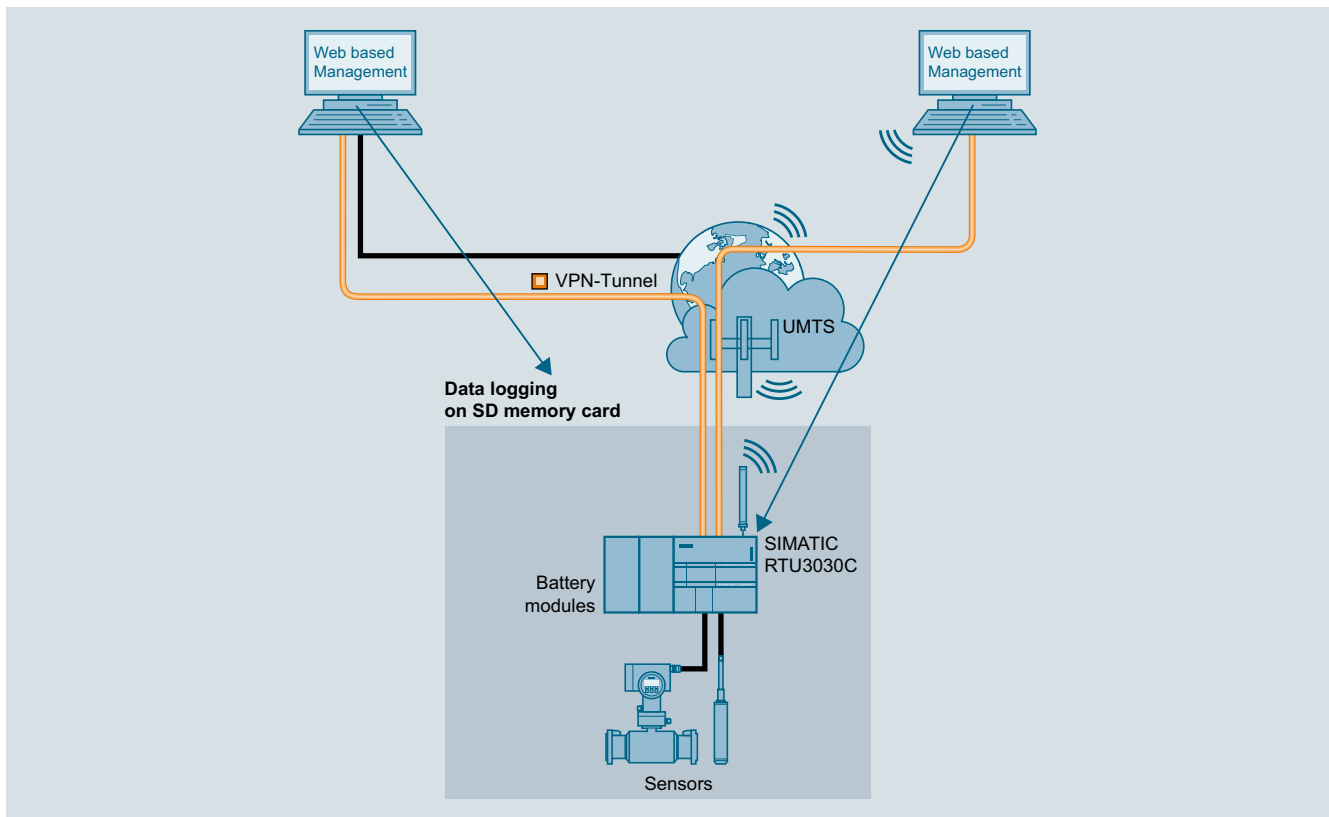 Web based
Management
Web based
Management
VPN-Tunnel
UMTS
Data logging
on SD memory card
SIMATIC
RTU3030C
Battery
modules
Sensors